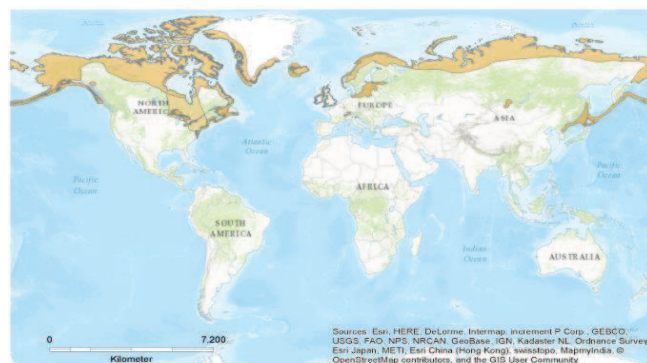 NORTH
AMERICA
EUROPE
ASIA
Atlantic
Ocean
Pacific
Ocean
Pacific
Ocean
AFRICA
SOUTH
AMERICA
Indian
Ocean
AUSTRALIA
0 7,200
Kilometer
Sources: Esri, HERE, DeLorme, Intermap, increment P Corp., GEBCO,
USGS, FAO, NPS, NRCAN, GeoBase, IGN, Kadaster NL, Ordnance Survey,
Esri Japan, METI, Esri China (Hong Kong), swisstopo, MapmyIndia, ©
OpenStreetMap contributors, and the GIS User Community